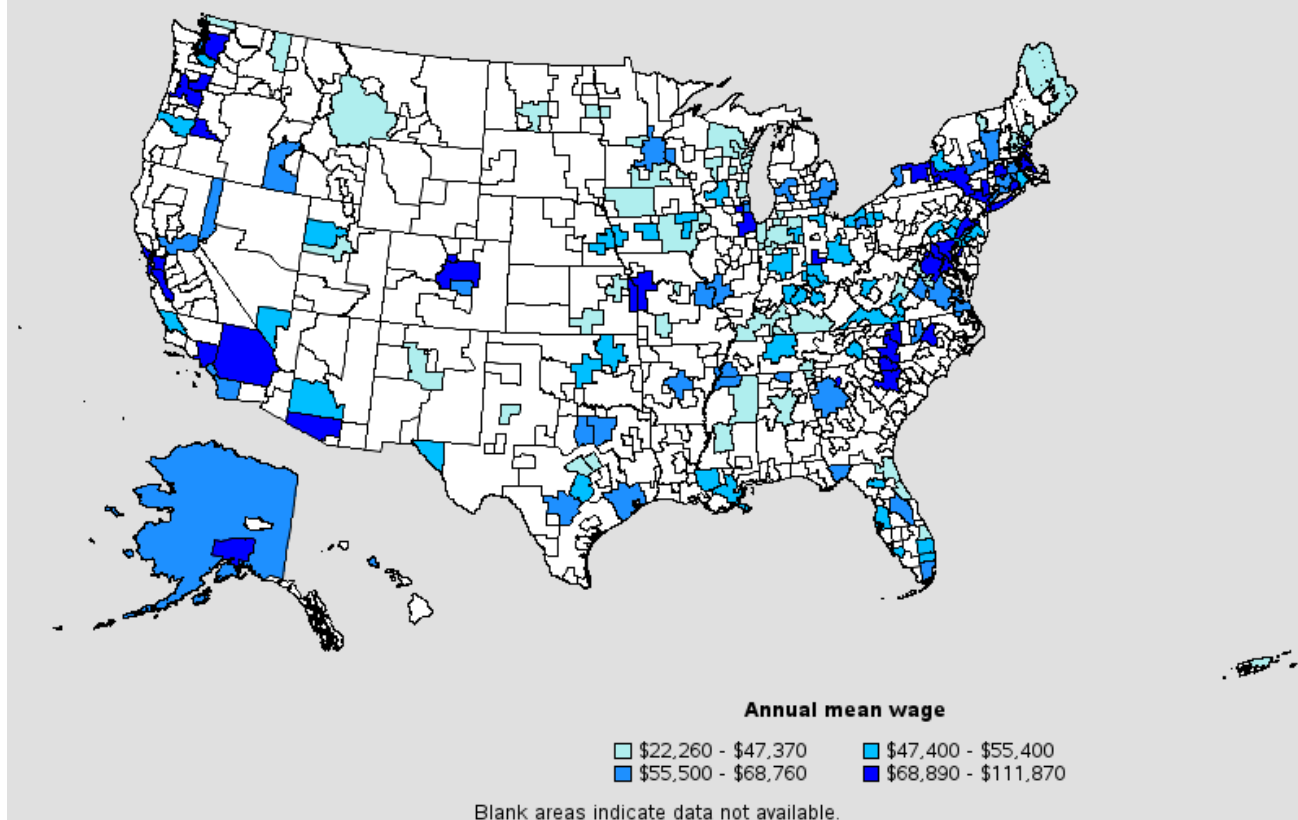 Annual mean wage
$22,260 - $47,370 $47,400 - $55,400
$55,500 - $68,760 $68,890 - $111,870
Blank areas indicate data not available.